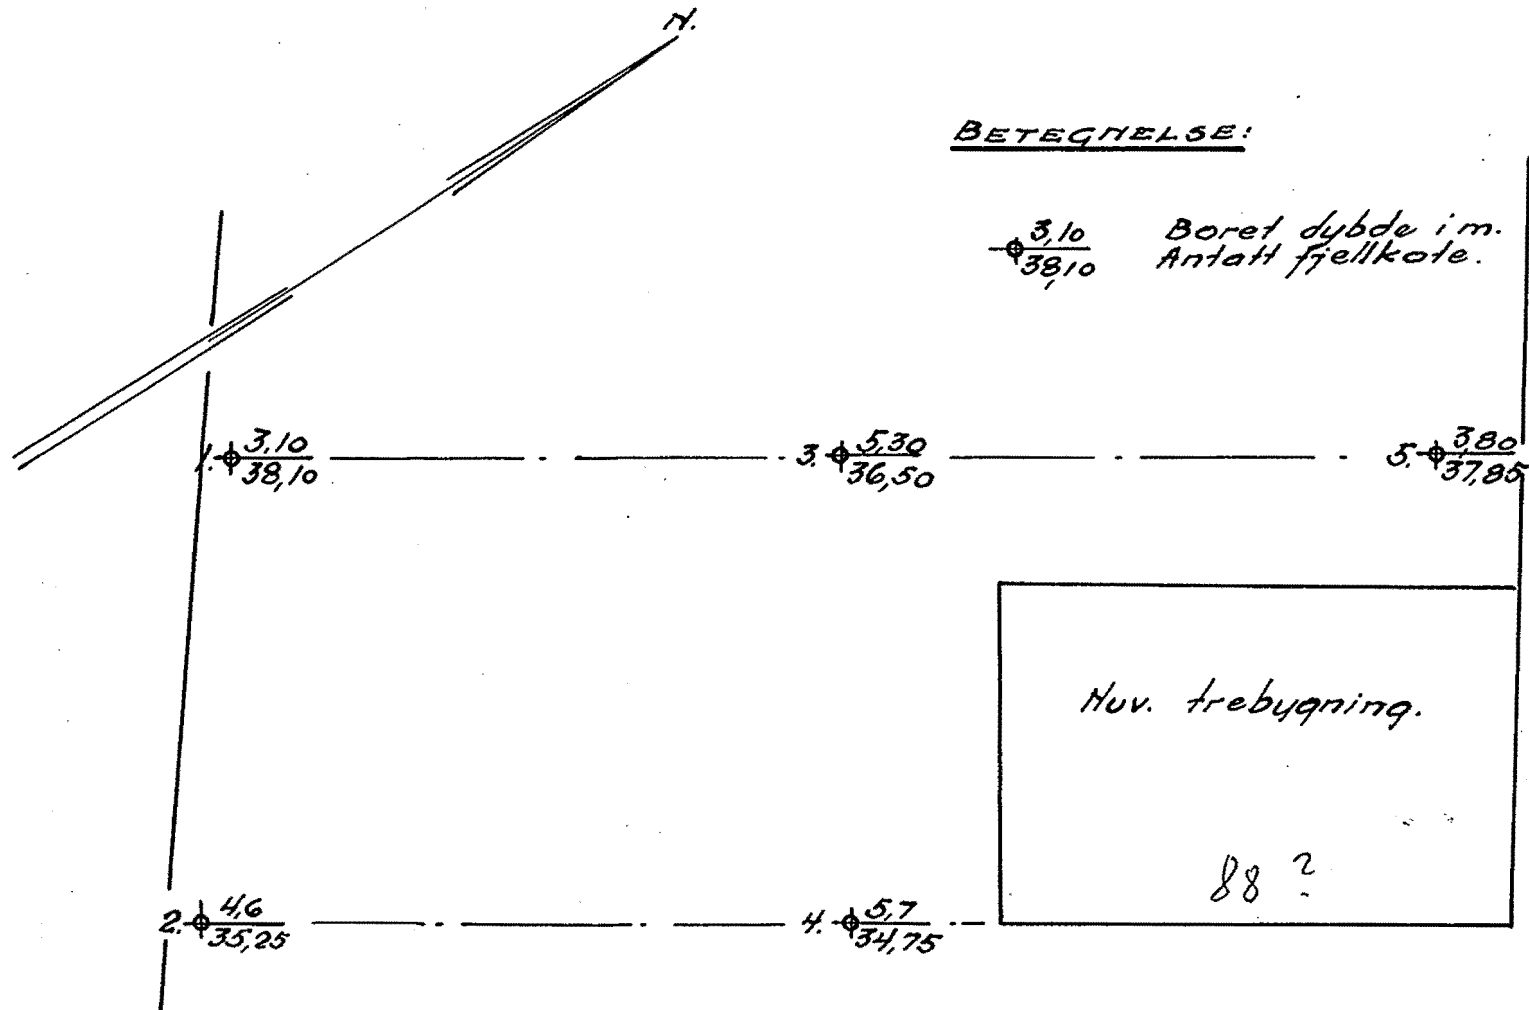 N.
BETEGNELSE:
3,10 Boret dybde i m.
38,10 Antatt fjellkote.
1. 3,10
38,10
3. 5,30
36,50
5. 3,80
37,85
Nuv. trebygning.
88 ?
2. 4,6
35,25
4. 5,7
34,75